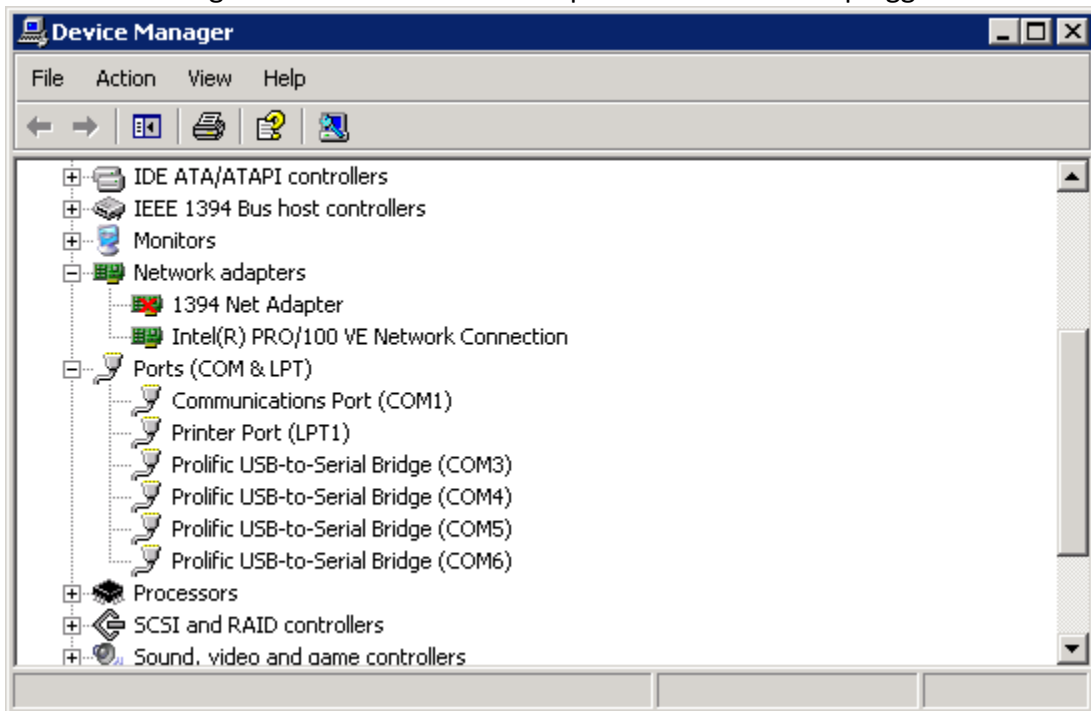 Device Manager
File Action View Help
IDE ATA/ATAPI controllers
IEEE 1394 Bus host controllers
Monitors
Network adapters
1394 Net Adapter
Intel(R) PRO/100 VE Network Connection
Ports (COM & LPT)
Communications Port (COM1)
Printer Port (LPT1)
Prolific USB-to-Serial Bridge (COM3)
Prolific USB-to-Serial Bridge (COM4)
Prolific USB-to-Serial Bridge (COM5)
Prolific USB-to-Serial Bridge (COM6)
Processors
SCSI and RAID controllers
Sound, video and game controllers